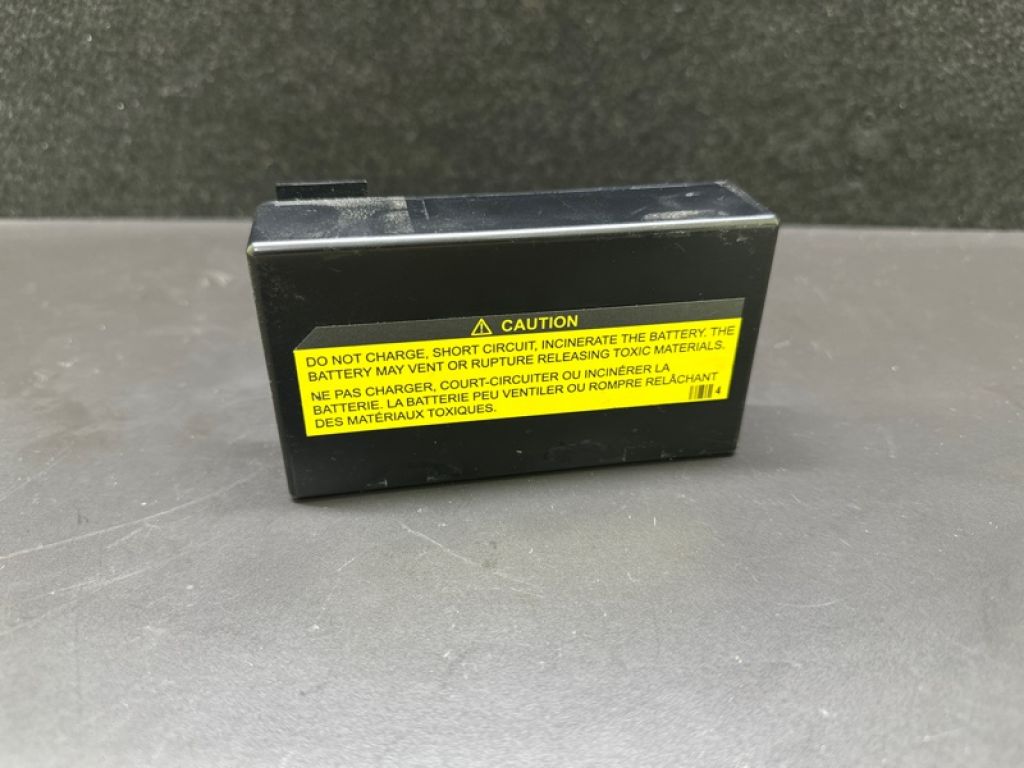 ⚠ CAUTION
DO NOT CHARGE, SHORT CIRCUIT, INCINERATE THE BATTERY. THE
BATTERY MAY VENT OR RUPTURE RELEASING TOXIC MATERIALS.
NE PAS CHARGER, COURT-CIRCUITER OU INCINÉRER LA
BATTERIE. LA BATTERIE PEU VENTILER OU ROMPRE RELÂCHANT
DES MATÉRIAUX TOXIQUES.
4